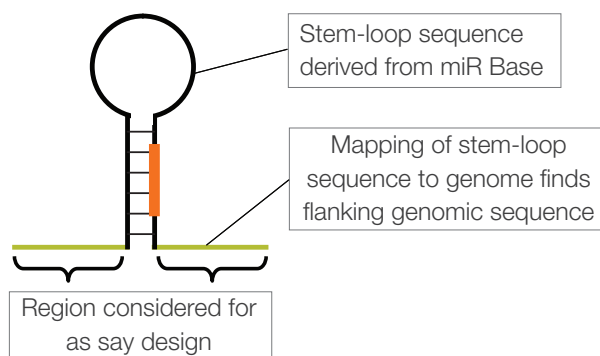 Stem-loop sequence
derived from miR Base
Mapping of stem-loop
sequence to genome finds
flanking genomic sequence
Region considered for
as say design